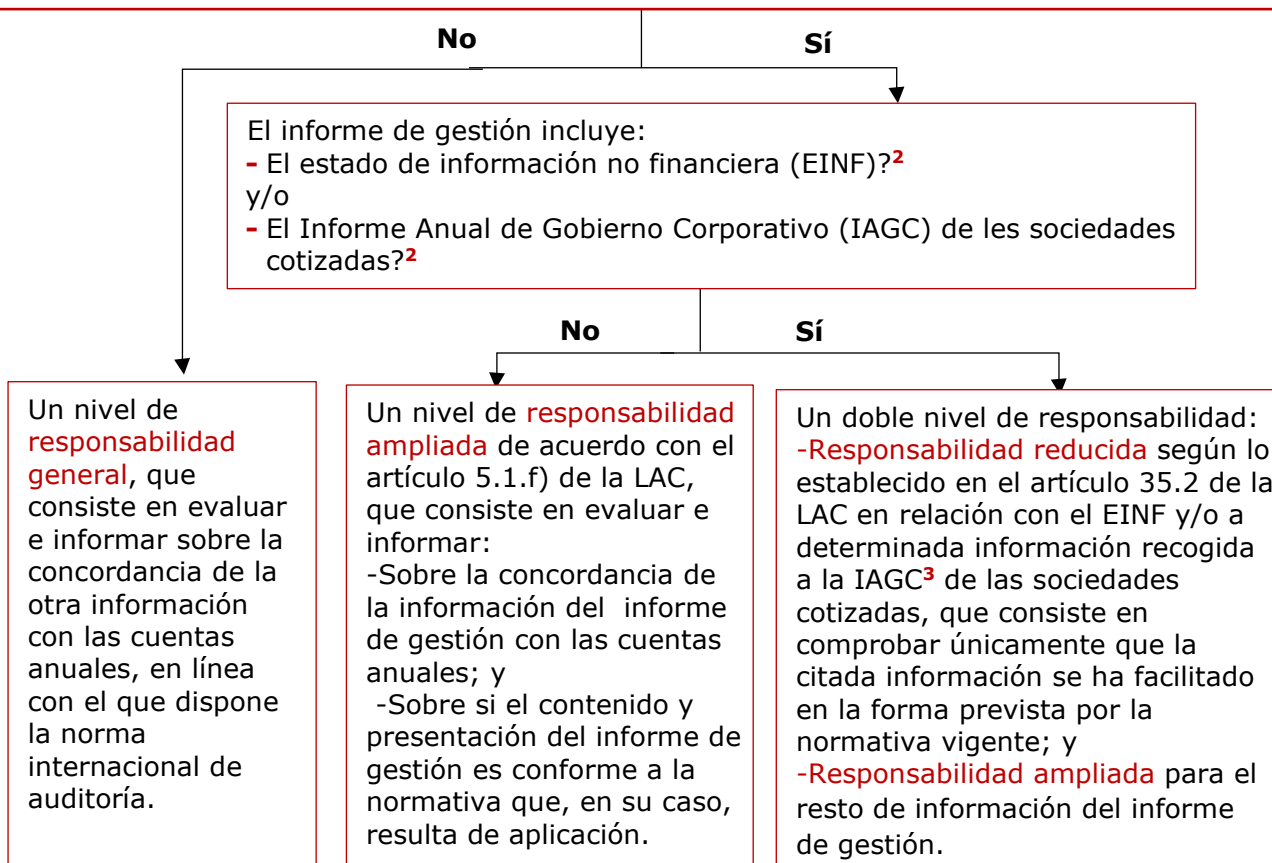 No
Sí
El informe de gestión incluye:
- El estado de información no financiera (EINF)?2
y/o
- El Informe Anual de Gobierno Corporativo (IAGC) de les sociedades
cotizadas?2
No
Sí
Un nivel de
responsabilidad
general, que
consiste en evaluar
e informar sobre la
concordancia de la
otra información
con las cuentas
anuales, en línea
con el que dispone
la norma
internacional de
auditoría.
Un nivel de responsabilidad
ampliada de acuerdo con el
artículo 5.1.f) de la LAC,
que consiste en evaluar e
informar:
-Sobre la concordancia de
la información del informe
de gestión con las cuentas
anuales; y
-Sobre si el contenido y
presentación del informe de
gestión es conforme a la
normativa que, en su caso,
resulta de aplicación.
Un doble nivel de responsabilidad:
-Responsabilidad reducida según lo
establecido en el artículo 35.2 de la
LAC en relación con el EINF y/o a
determinada información recogida
a la IAGC3 de las sociedades
cotizadas, que consiste en
comprobar únicamente que la
citada información se ha facilitado
en la forma prevista por la
normativa vigente; y
-Responsabilidad ampliada para el
resto de información del informe
de gestión.